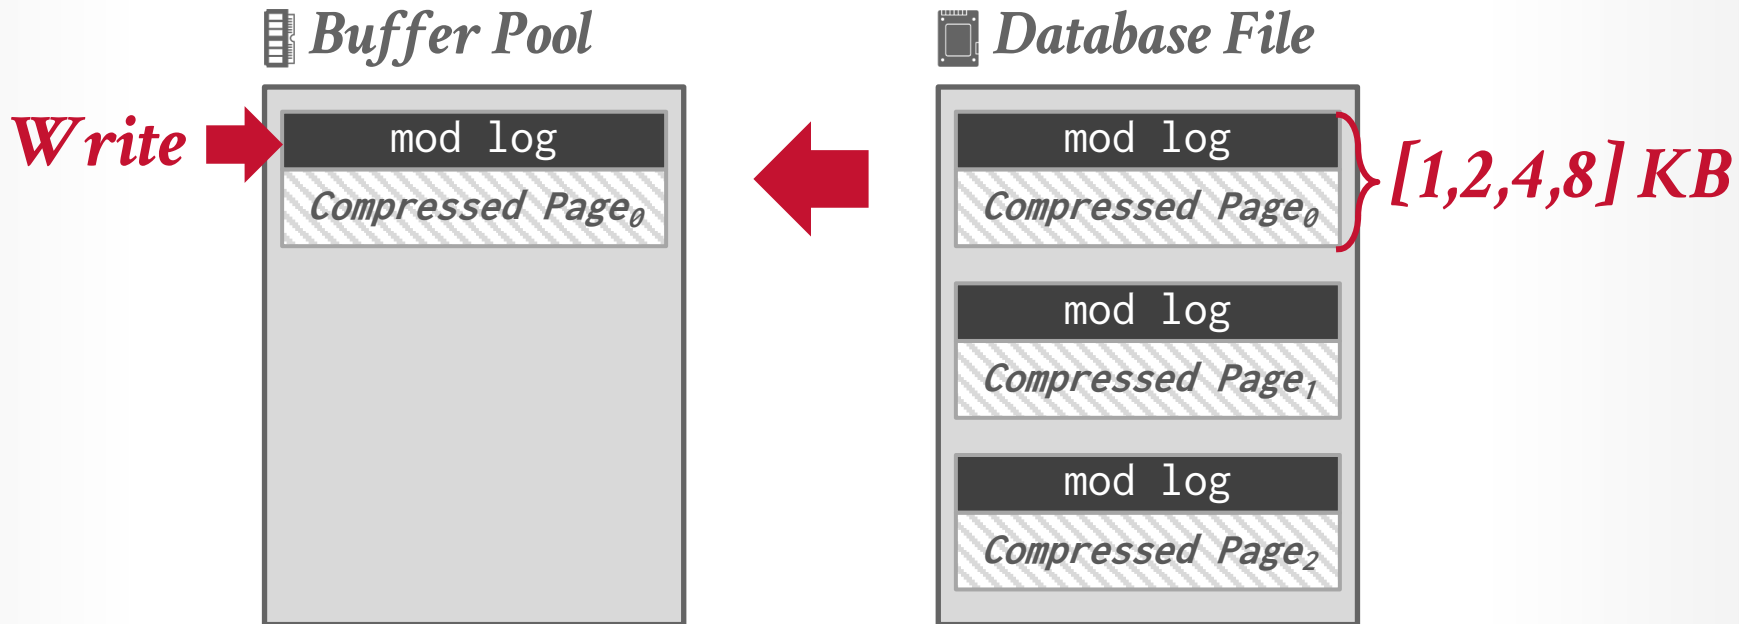 Buffer Pool
Database File
Write
mod log
Compressed Page0
mod log
Compressed Page0
[1,2,4,8] KB
mod log
Compressed Page1
mod log
Compressed Page2